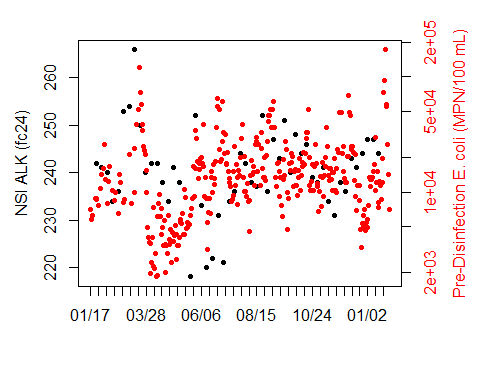 NSI ALK (fc24)
260
250
240
230
220
2e+05
5e+04
1e+04
2e+03
Pre-Disinfection E. coli (MPN/100 mL)
01/17 03/28 06/06 08/15 10/24 01/02